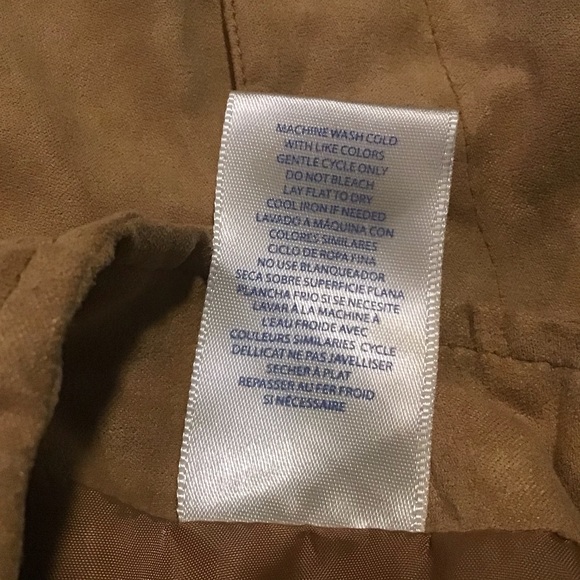 MACHINE WASH COLD
WITH LIKE COLORS
GENTLE CYCLE ONLY
DO NOT BLEACH
LAY FLAT TO DRY
COOL IRON IF NEEDED
LAVADO A MÁQUINA CON
COLORES SIMILARES
CICLO DE ROPA FINA
NO USE BLANQUEADOR
SECA SOBRE SUPERFICIE PLANA
PLANCHA FRIO SI SE NECESITE
LAVAR A LA MACHINE À
L'EAU FROIDE AVEC
COULEURS SIMILARIES CYCLE
DELLICAT NE PAS JAVELLISER
SECHER À PLAT
REPASSER AU FER FROID
SI NÉCESSAIRE